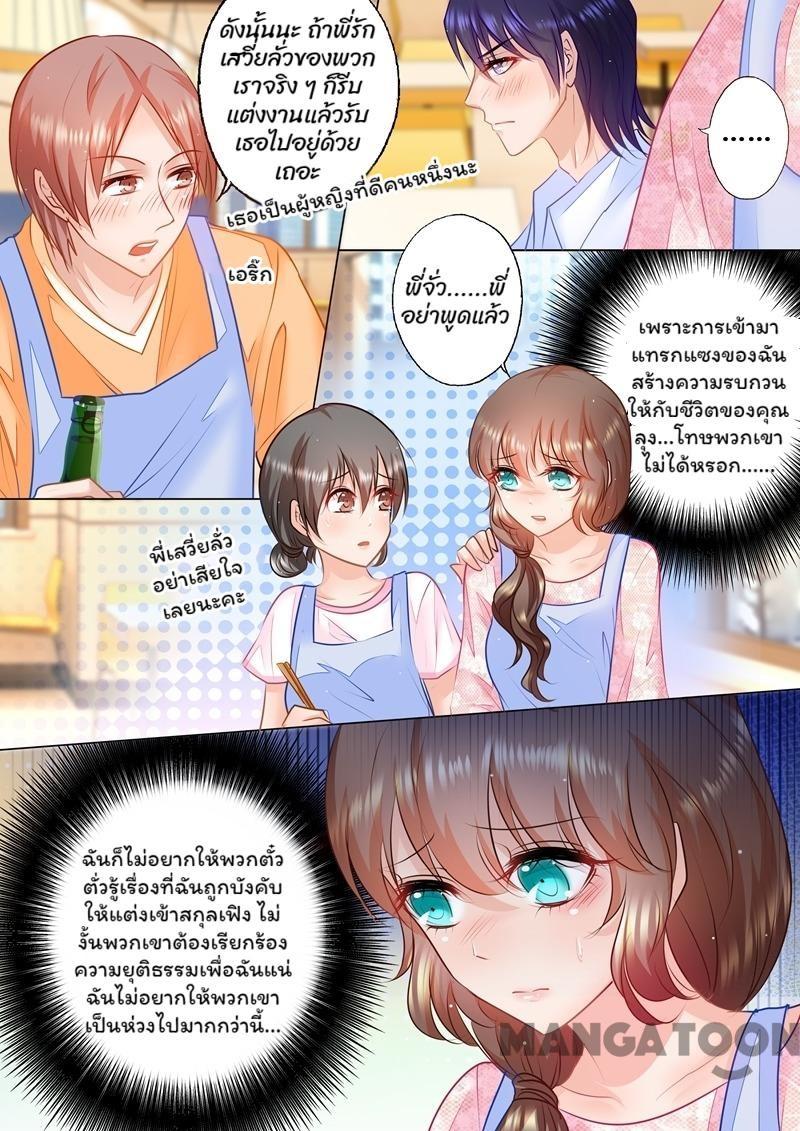 ดังนั้นนะ ถ้าพี่รัก
เสวี่ยลั่วของพวก
เราจริง ๆ ก็รีบ
แต่งงานแล้วรับ
เธอไปอยู่ด้วย
เถอะ
เธอเป็นผู้หญิงที่ดีคนหนึ่งนะ
......
เอริ๊ก
พี่จั่ว......พี่
อย่าพูดแล้ว
เพราะการเข้ามา
แทรกแซงของฉัน
สร้างความรบกวน
ให้กับชีวิตของคุณ
ลุง...โทษพวกเขา
ไม่ได้หรอก......
พี่เสวี่ยลั่ว
อย่าเสียใจ
เลยนะคะ
ฉันก็ไม่อยากให้พวกตั๋ว
ตั่วรู้เรื่องที่ฉันถูกบังคับ
ให้แต่งเข้าสกุลเฟิง ไม่
งั้นพวกเขาต้องเรียกร้อง
ความยุติธรรมเพื่อฉันแน่
ฉันไม่อยากให้พวกเขา
เป็นห่วงไปมากกว่านี้...
MANGATOON